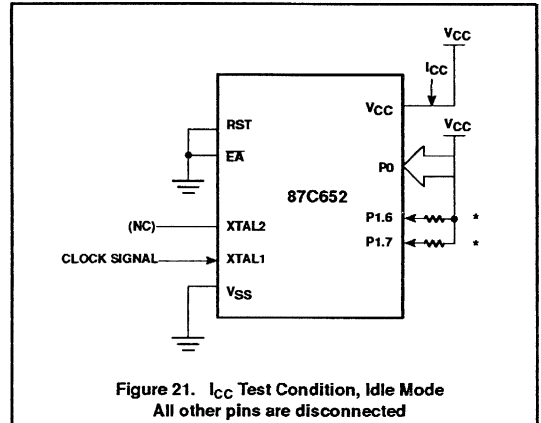 VCC
ICC
VCC
VCC
RST
EA
P0
87C652
P1.6 *
(NC) XTAL2
P1.7 *
CLOCK SIGNAL XTAL1
VSS
Figure 21. ICC Test Condition, Idle Mode
All other pins are disconnected